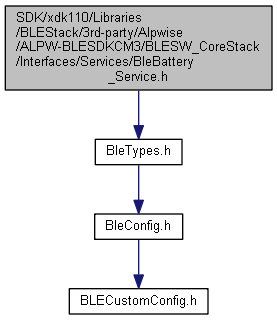 SDK/xdk110/Libraries
/BLEStack/3rd-party/Alpwise
/ALPW-BLESDKCM3/BLESW_CoreStack
/Interfaces/Services/BleBattery
_Service.h
BleTypes.h
BleConfig.h
BLECustomConfig.h